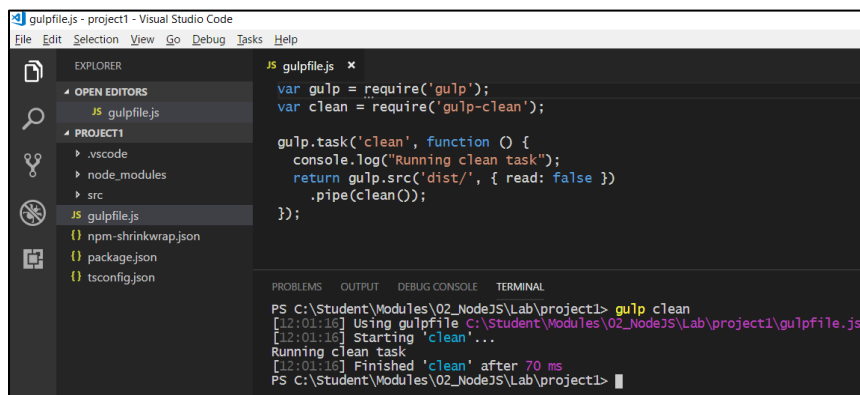 gulpfile.js - project1 - Visual Studio Code
File Edit Selection View Go Debug Tasks Help
EXPLORER
OPEN EDITORS
JS gulpfile.js
PROJECT1
.vscode
node_modules
src
JS gulpfile.js
{} npm-shrinkwrap.json
{} package.json
{} tsconfig.json
JS gulpfile.js ×
var gulp = require('gulp');
var clean = require('gulp-clean');
gulp.task('clean', function () {
console.log("Running clean task");
return gulp.src('dist/', { read: false })
.pipe(clean());
});
PROBLEMS OUTPUT DEBUG CONSOLE TERMINAL
PS C:\Student\Modules\02_NodeJS\Lab\project1> gulp clean
[12:01:16] Using gulpfile C:\Student\Modules\02_NodeJS\Lab\project1\gulpfile.js
[12:01:16] Starting 'clean'...
Running clean task
[12:01:16] Finished 'clean' after 70 ms
PS C:\Student\Modules\02_NodeJS\Lab\project1>